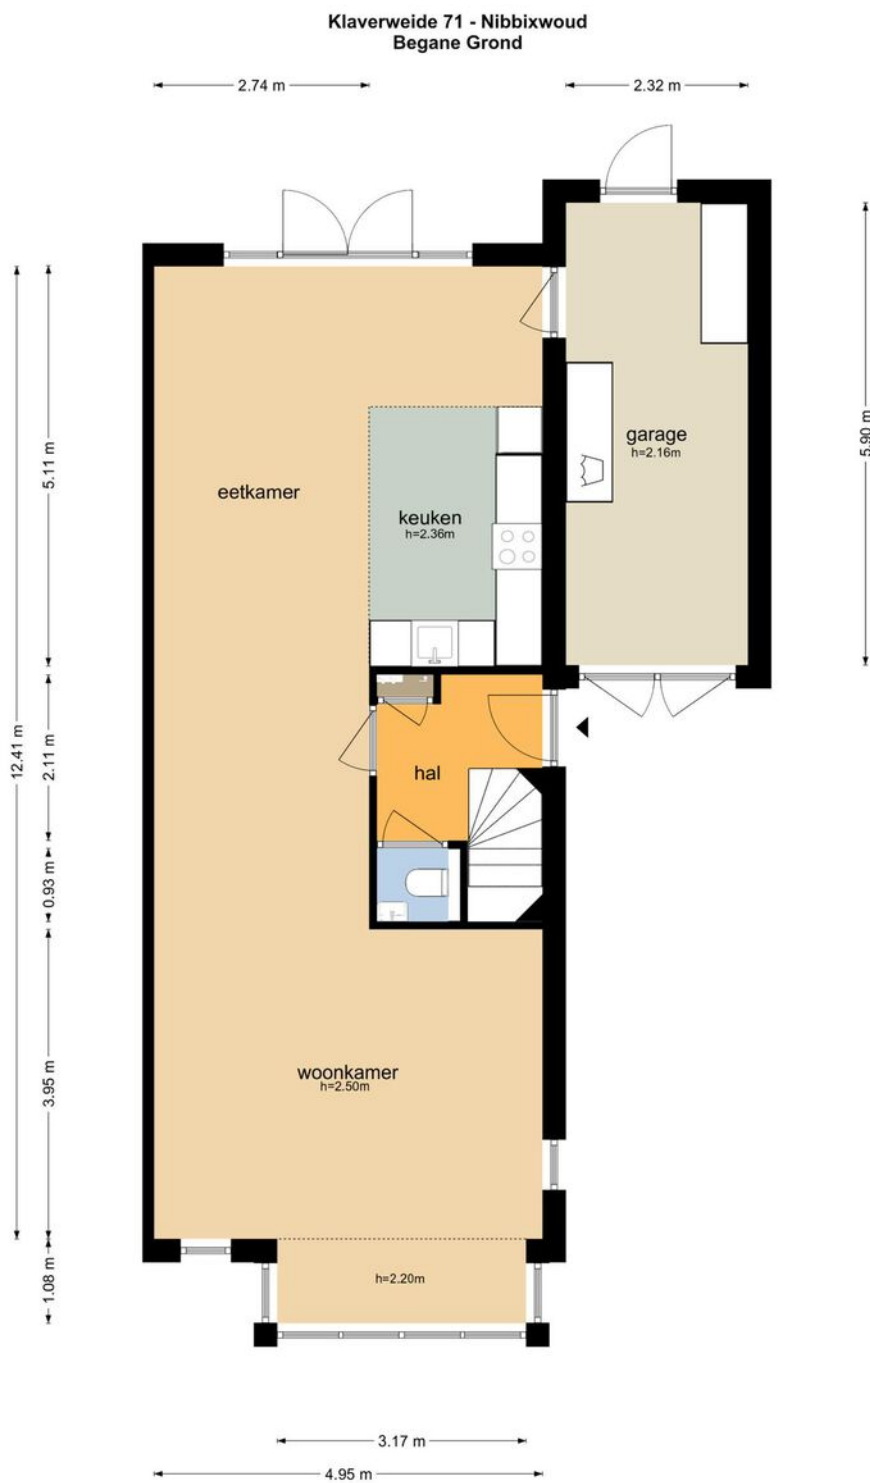 Klaverweide 71 - Nibbixwoud
Begane Grond
2.74 m
2.32 m
5.11 m
5.90 m
garage
h=2.16m
eetkamer
keuken
h=2.36m
12.41 m
2.11 m
hal
0.93 m
3.95 m
woonkamer
h=2.50m
1.08 m
h=2.20m
3.17 m
4.95 m